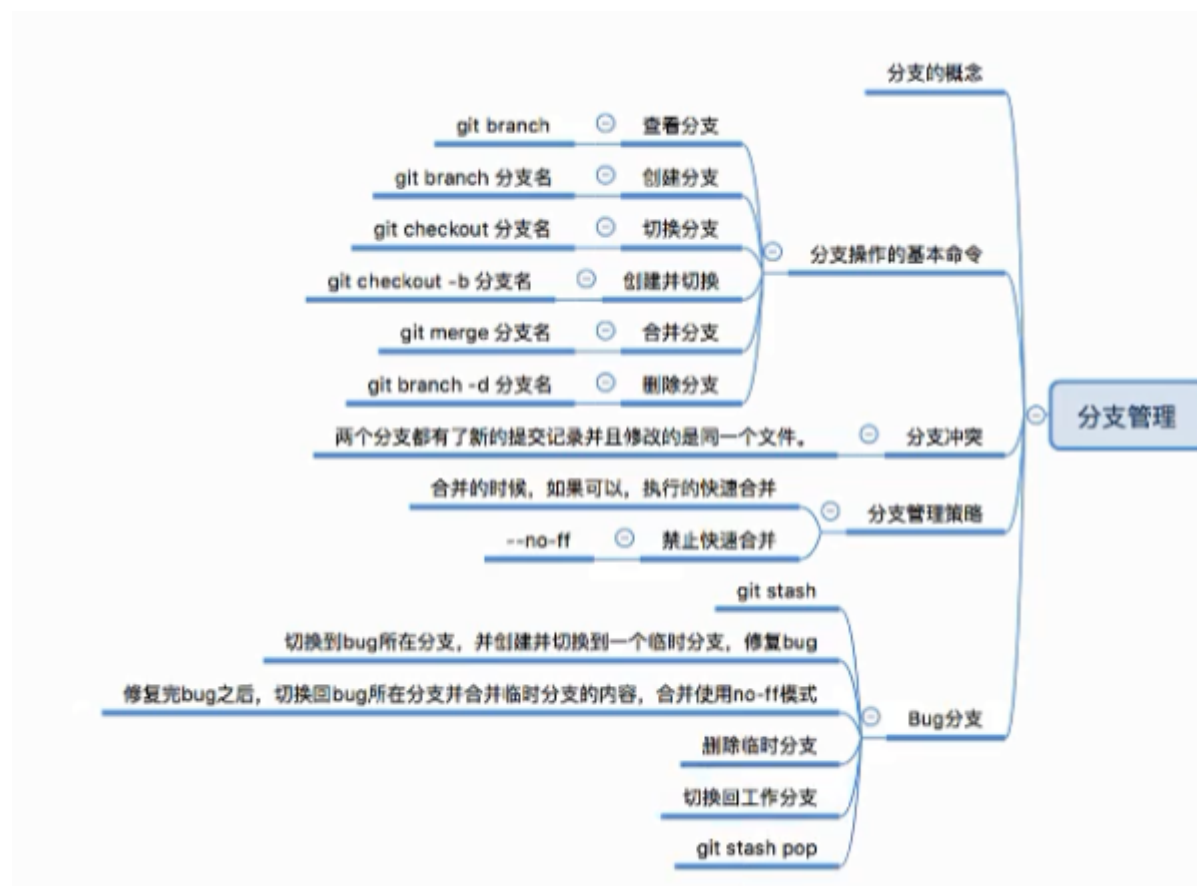 分支管理
分支的概念
分支操作的基本命令
查看分支
git branch
创建分支
git branch 分支名
切换分支
git checkout 分支名
创建并切换
git checkout -b 分支名
合并分支
git merge 分支名
删除分支
git branch -d 分支名
分支冲突
两个分支都有了新的提交记录并且修改的是同一个文件。
分支管理策略
合并的时候，如果可以，执行的快速合并
禁止快速合并
--no-ff
Bug分支
git stash
切换到bug所在分支，并创建并切换到一个临时分支，修复bug
修复完bug之后，切换回bug所在分支并合并临时分支的内容，合并使用no-ff模式
删除临时分支
切换回工作分支
git stash pop